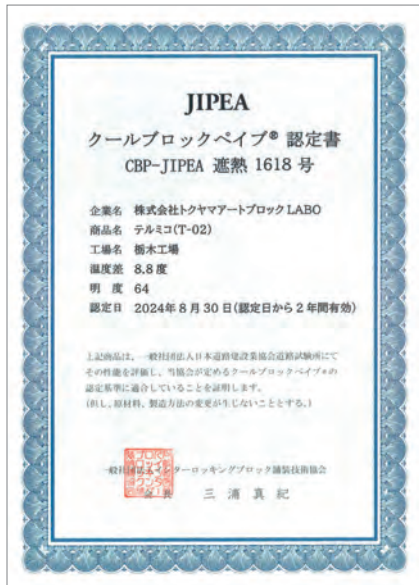 JIPEA
クールブロックペイブ® 認定書
CBP-JIPEA 遮熱 1618 号
企業名 株式会社トクヤマアートブロックLABO
商品名 テルミコ(T-02)
工場名 栃木工場
温度差 8.8 度
明 度 64
認定日 2024年8月30日(認定日から2年間有効)
上記商品は、一般社団法人日本道路建設業協会道路試験所にて
その性能を評価し、当協会が定めるクールブロックペイブ®の
認定基準に適合していることを証明します。
(但し、原材料、製造方法の変更が生じないこととする。)
一般社団法人インターロッキングブロック舗装技術協会
会 長 三 浦 真 紀